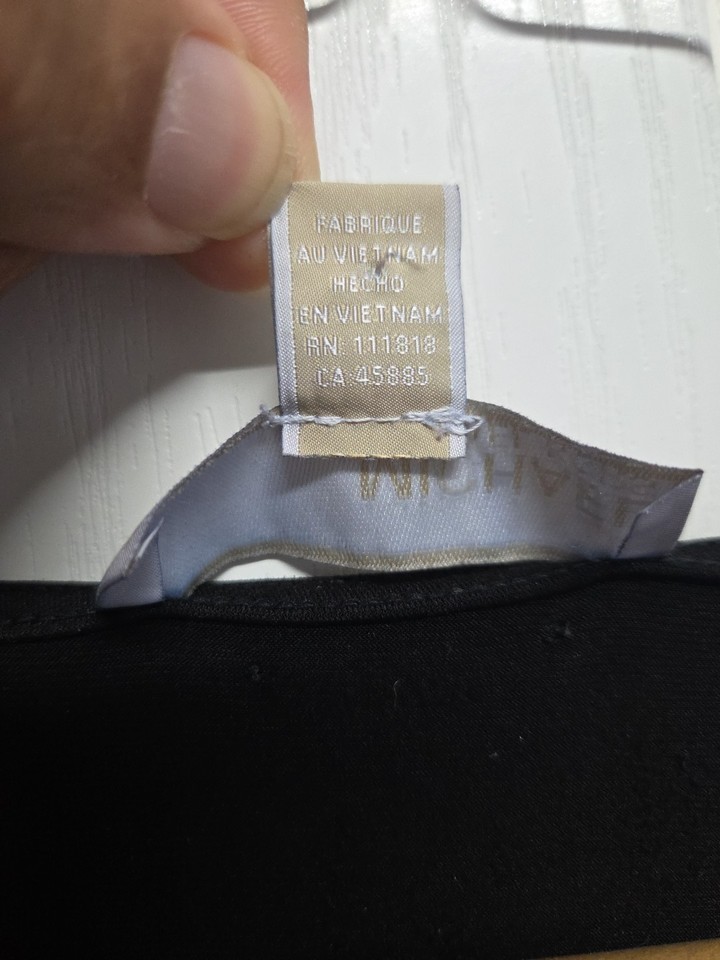 FABRIQUE
AU VIETNAM
HECHO
EN VIETNAM
RN: 111818
CA 45885